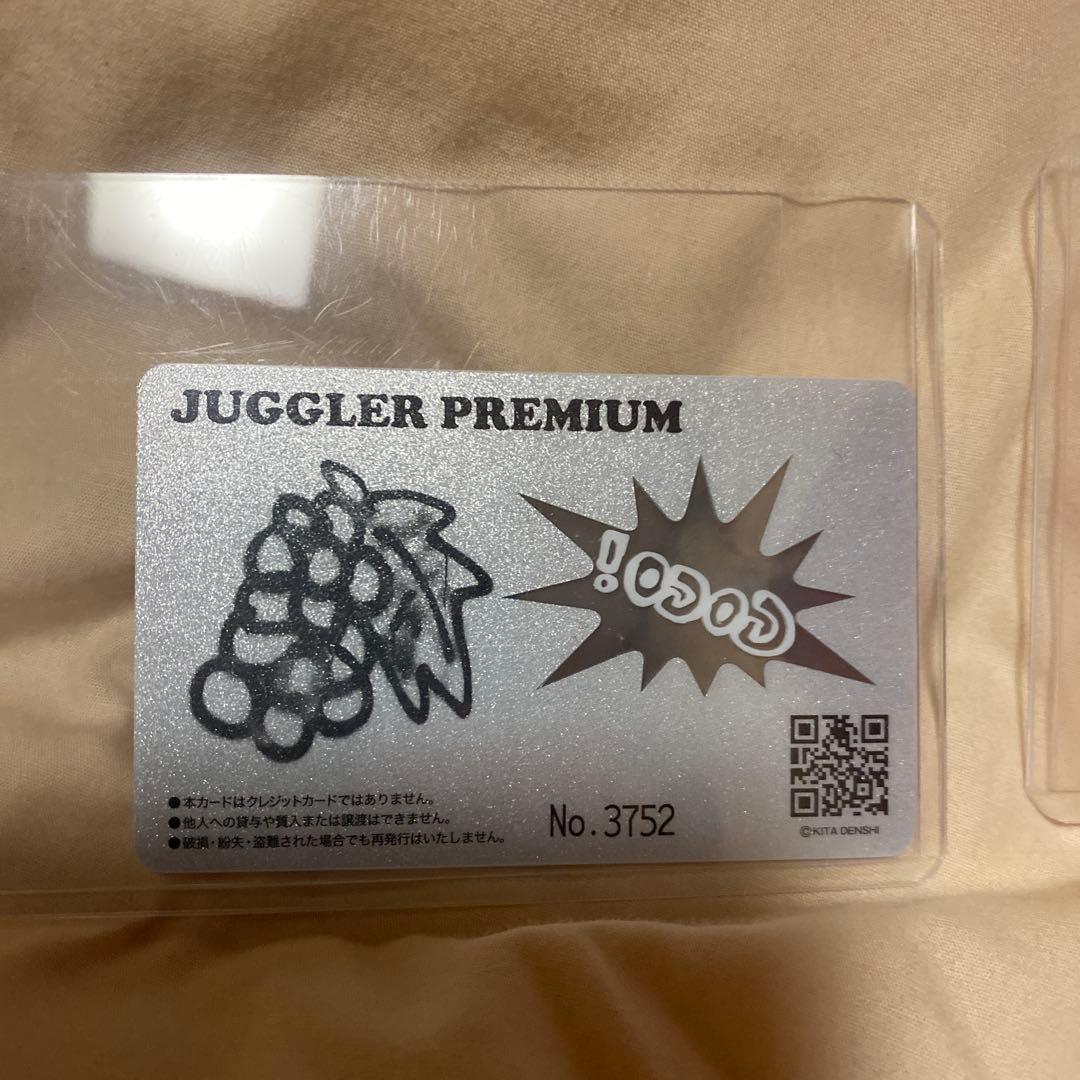 JUGGLER PREMIUM
GOGO!
●本カードはクレジットカードではありません。
●他人への貸与や質入または譲渡はできません。
●破損・紛失・盗難された場合でも再発行はいたしません。
No.3752
©KITA DENSHI